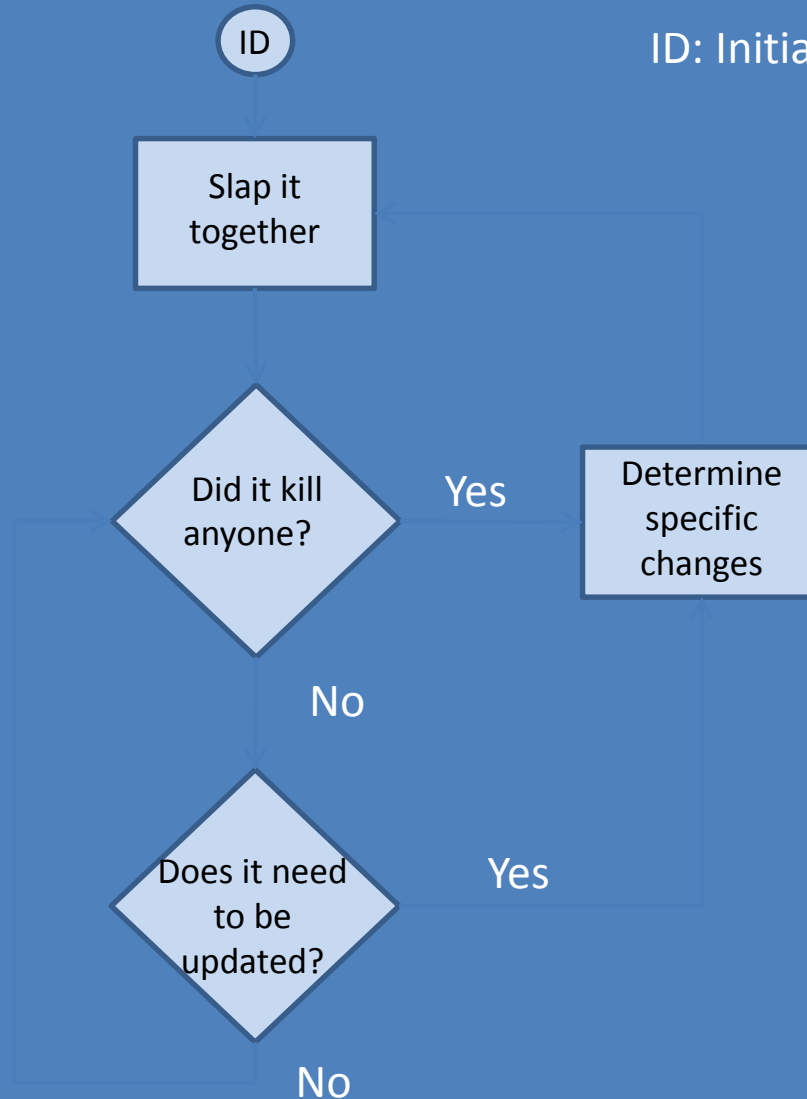 ID
ID: Initia
Slap it
together
Did it kill
anyone?
Yes
Determine
specific
changes
No
Does it need
to be
updated?
Yes
No